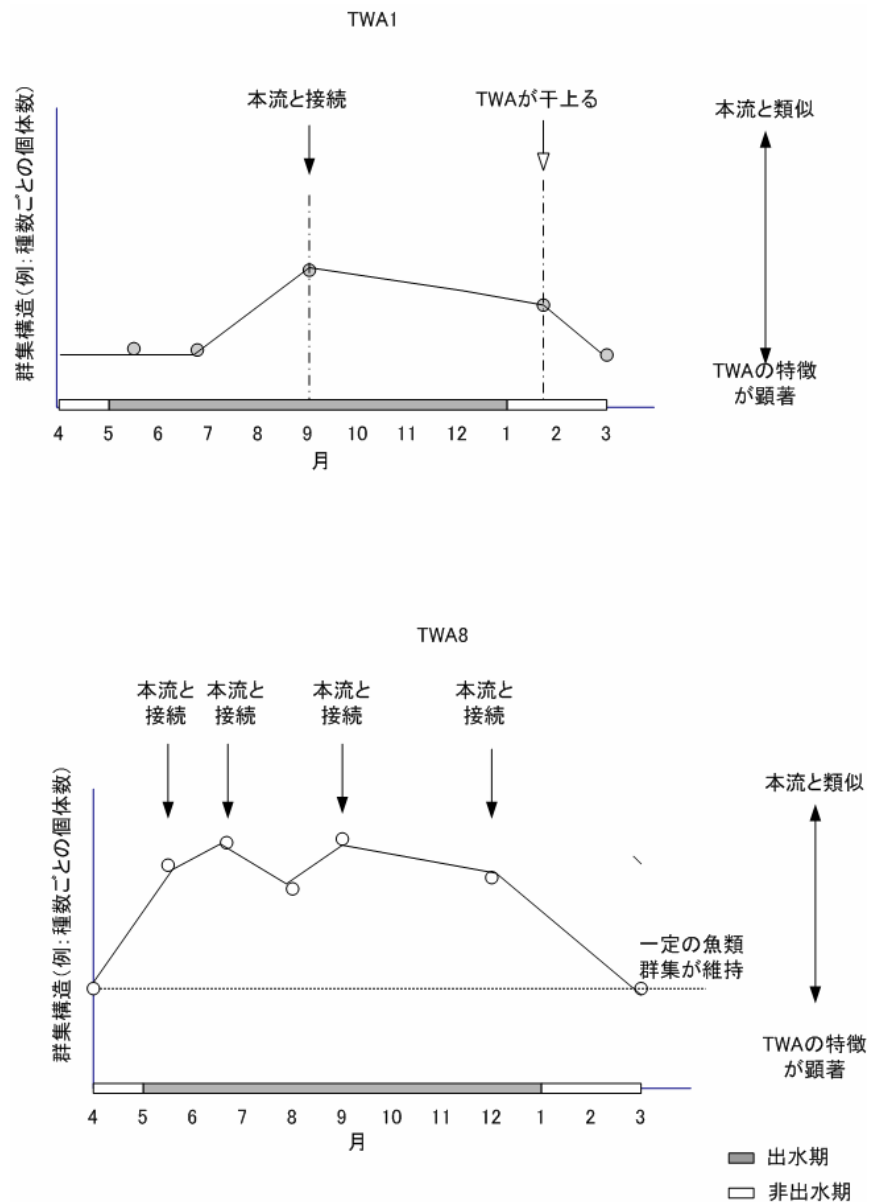 TWA1
本流と接続
TWAが干上る
本流と類似
群集構造(例:種数ごとの個体数)
TWAの特徴
が顕著
4 5 6 7 8 9 10 11 12 1 2 3
月
TWA8
本流と
接続
本流と
接続
本流と
接続
本流と
接続
本流と類似
群集構造(例:種数ごとの個体数)
一定の魚類
群集が維持
TWAの特徴
が顕著
4 5 6 7 8 9 10 11 12 1 2 3
月
出水期
非出水期